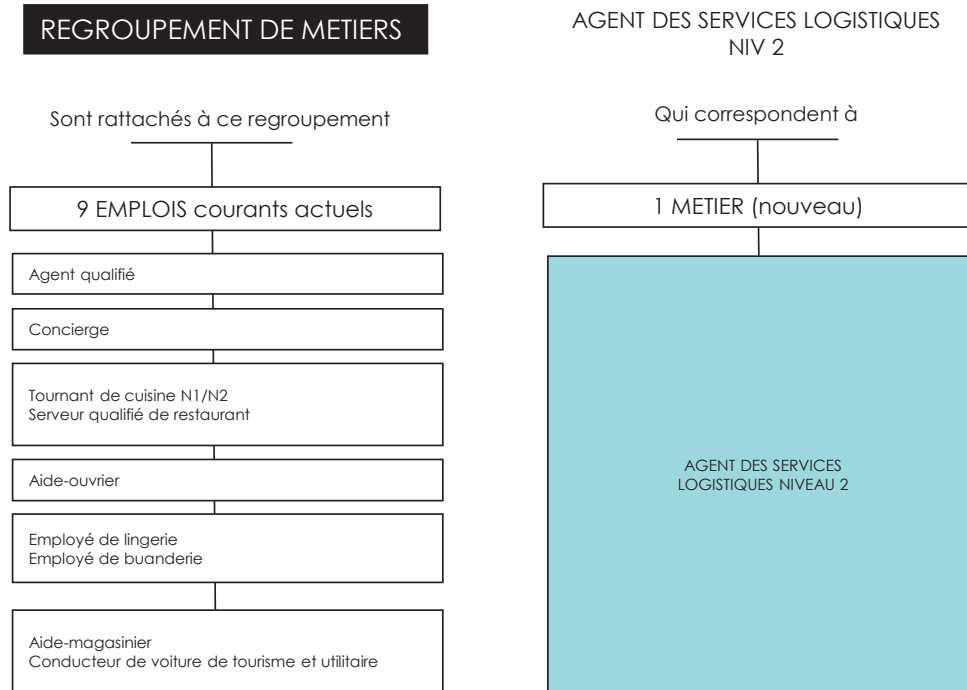 REGROUPEMENT DE METIERS
AGENT DES SERVICES LOGISTIQUES
NIV 2
Sont rattachés à ce regroupement
Qui correspondent à
9 EMPLOIS courants actuels
1 METIER (nouveau)
Agent qualifié
Concierge
Tournant de cuisine N1/N2
Serveur qualifié de restaurant
Aide-ouvrier
Employé de lingerie
Employé de buanderie
Aide-magasinier
Conducteur de voiture de tourisme et utilitaire
AGENT DES SERVICES
LOGISTIQUES NIVEAU 2